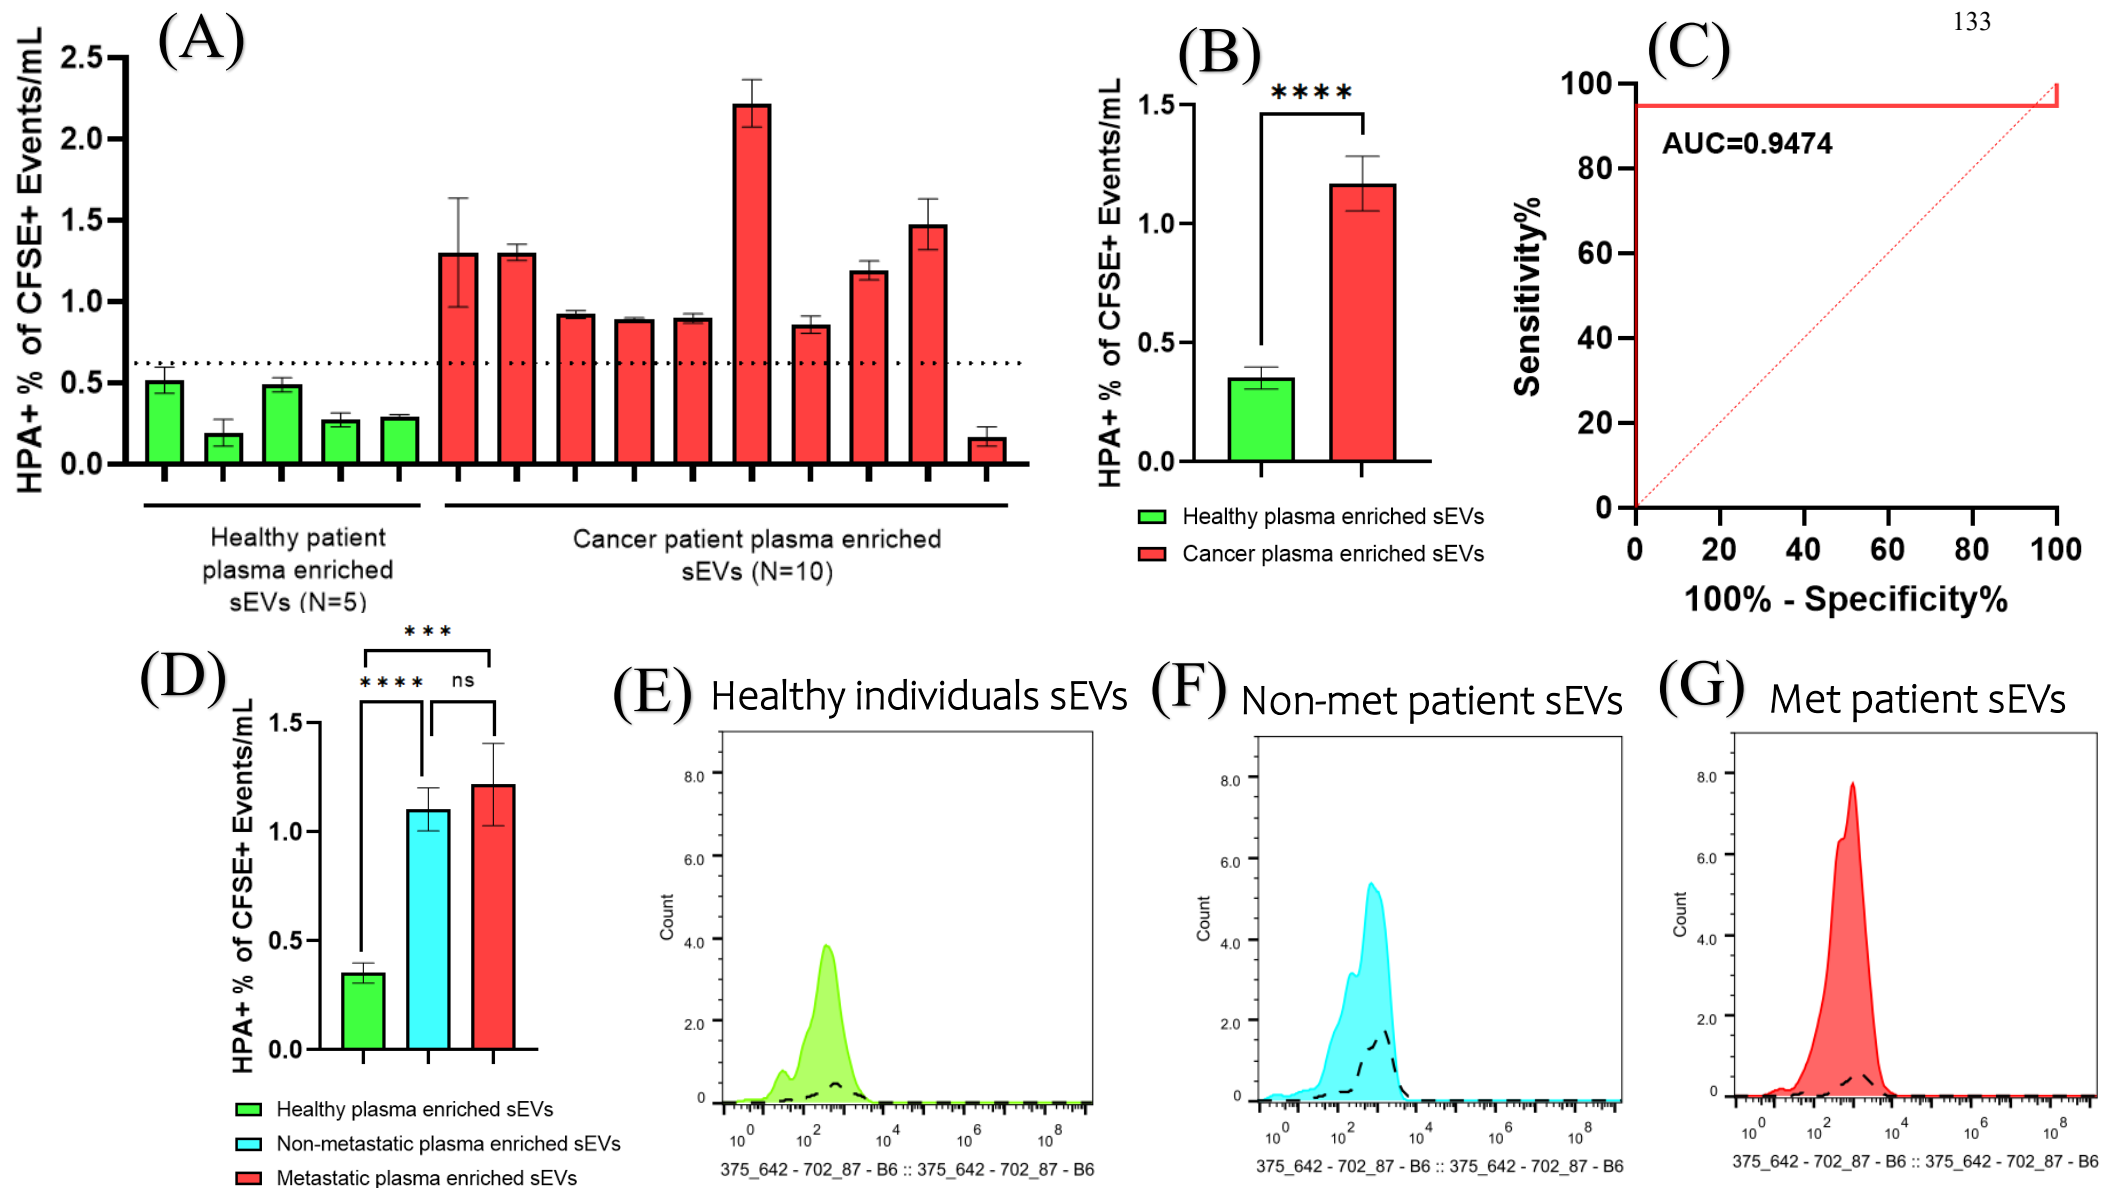 133
(A)
HPA+ % of CFSE+ Events/mL
2.5
2.0
1.5
1.0
0.5
0.0
Healthy patient
plasma enriched
sEVs (N=5)
Cancer patient plasma enriched
sEVs (N=10)
(B)
****
HPA+ % of CFSE+ Events/mL
1.5
1.0
0.5
0.0
Healthy plasma enriched sEVs
Cancer plasma enriched sEVs
(C)
Sensitivity%
100
80
60
40
20
0
AUC=0.9474
0 20 40 60 80 100
100% - Specificity%
(D)
***
**** ns
HPA+ % of CFSE+ Events/mL
1.5
1.0
0.5
0.0
Healthy plasma enriched sEVs
Non-metastatic plasma enriched sEVs
Metastatic plasma enriched sEVs
(E) Healthy individuals sEVs
Count
8.0
6.0
4.0
2.0
0
10^0 10^2 10^4 10^6 10^8
375_642 - 702_87 - B6 :: 375_642 - 702_87 - B6
(F) Non-met patient sEVs
Count
8.0
6.0
4.0
2.0
0
10^0 10^2 10^4 10^6 10^8
375_642 - 702_87 - B6 :: 375_642 - 702_87 - B6
(G) Met patient sEVs
Count
8.0
6.0
4.0
2.0
0
10^0 10^2 10^4 10^6 10^8
375_642 - 702_87 - B6 :: 375_642 - 702_87 - B6